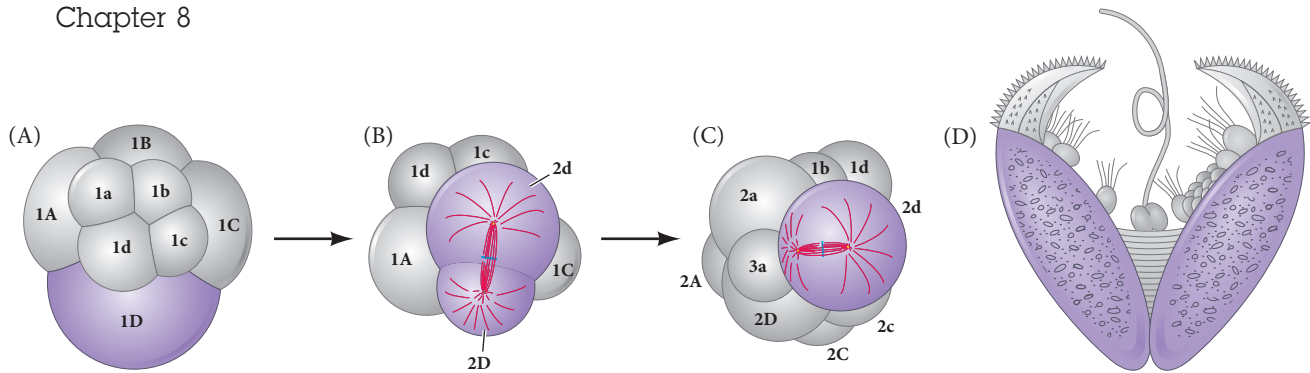 Chapter 8
(A)
1B
1a
1b
1A
1C
1d
1c
1D
(B)
1d
1c
2d
1A
1C
2D
(C)
1b
1d
2a
2d
3a
2A
2D
2c
2C
(D)